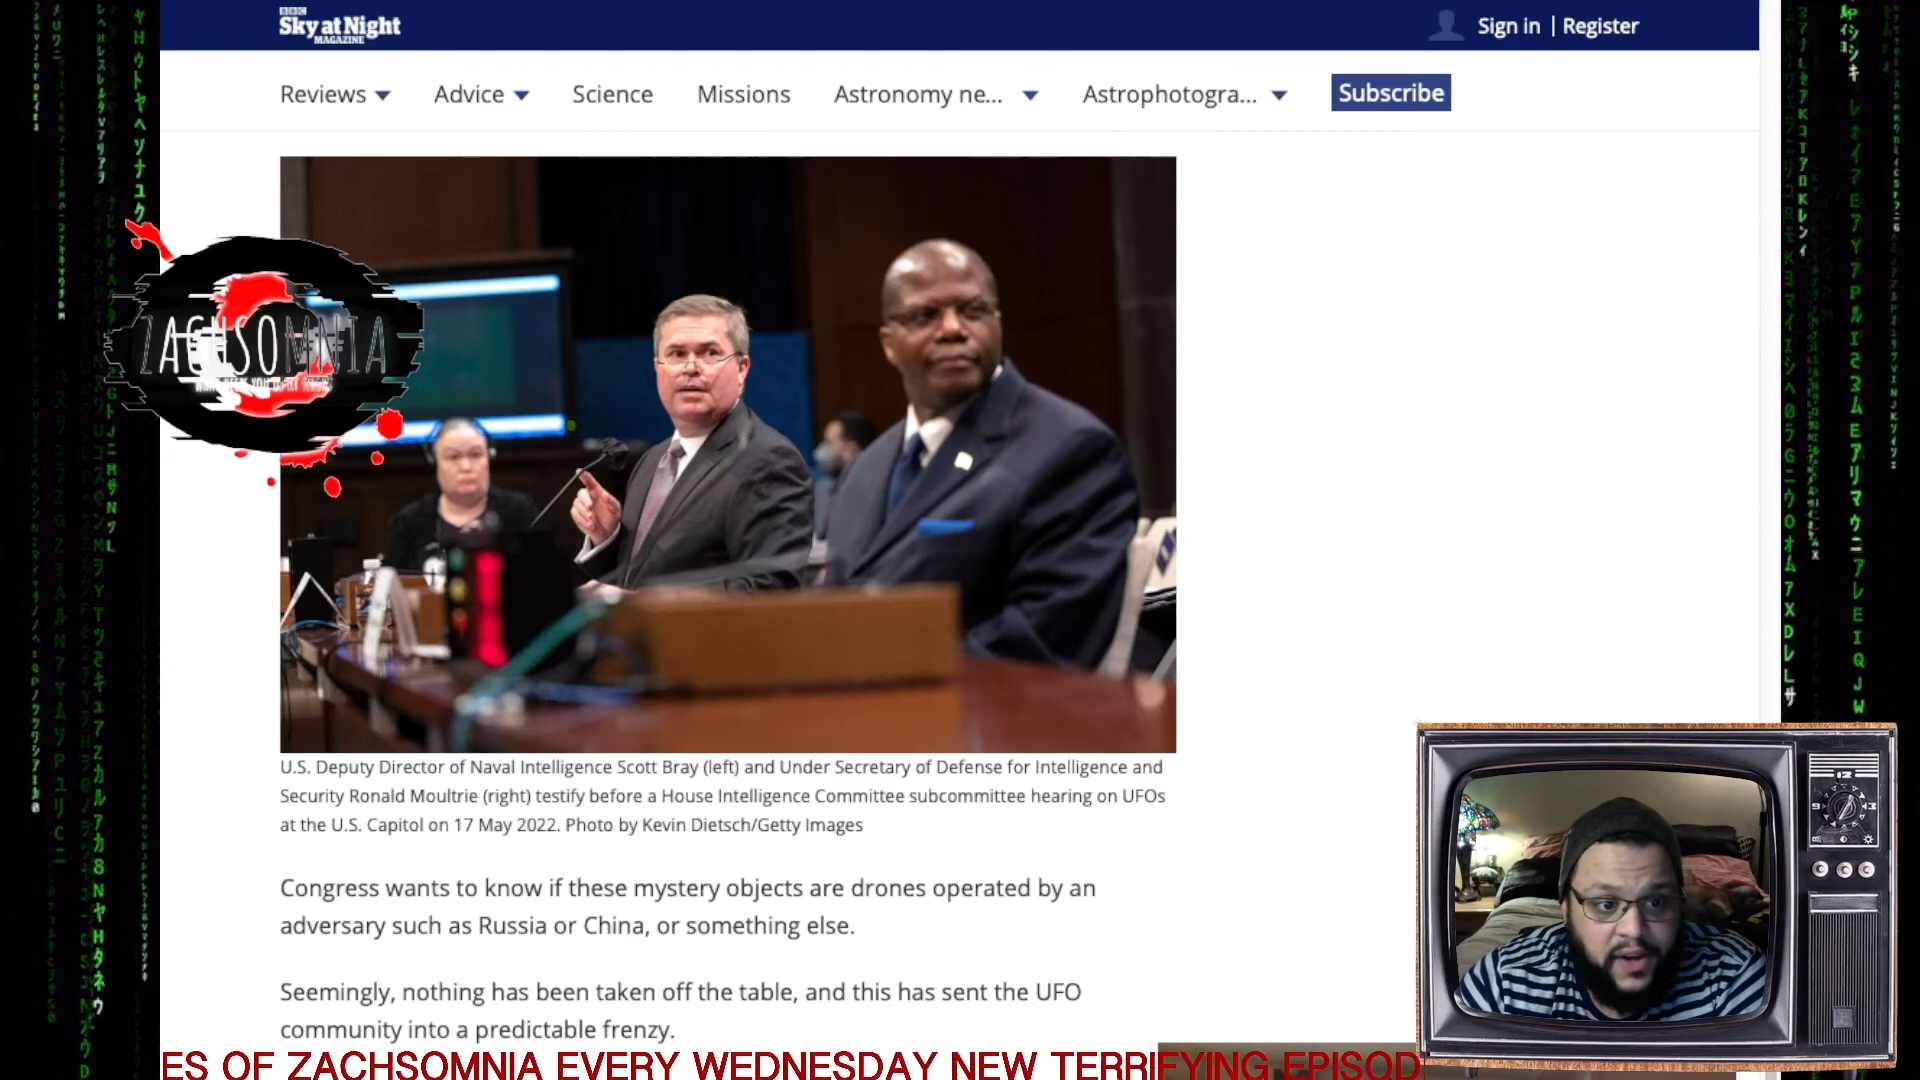 BBC
Sky at Night
MAGAZINE
Sign in | Register
Reviews
Advice
Science
Missions
Astronomy ne...
Astrophotogra...
Subscribe
ZACHSOMNIA
U.S. Deputy Director of Naval Intelligence Scott Bray (left) and Under Secretary of Defense for Intelligence and
Security Ronald Moultrie (right) testify before a House Intelligence Committee subcommittee hearing on UFOs
at the U.S. Capitol on 17 May 2022. Photo by Kevin Dietsch/Getty Images
Congress wants to know if these mystery objects are drones operated by an
adversary such as Russia or China, or something else.
Seemingly, nothing has been taken off the table, and this has sent the UFO
community into a predictable frenzy.
12
9
3
ES OF ZACHSOMNIA EVERY WEDNESDAY NEW TERRIFYING EPISOD